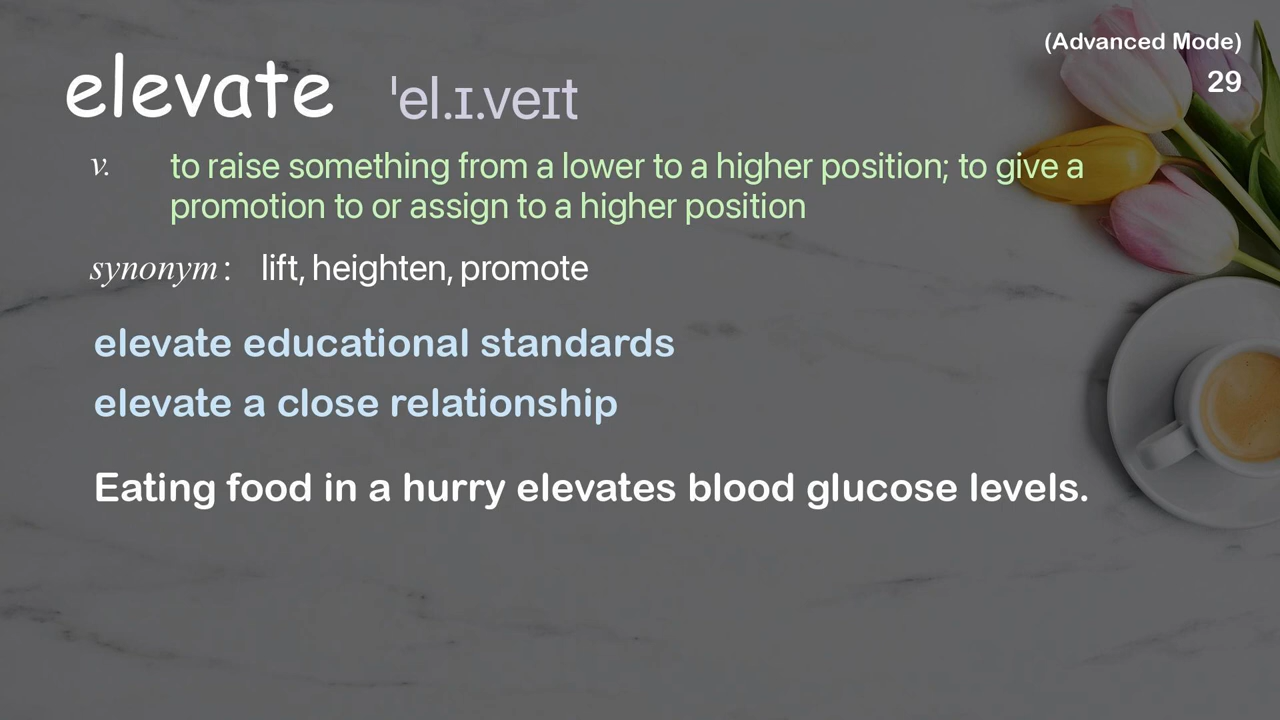 (Advanced Mode)
29
elevate ˈel.ɪ.veɪt
v. to raise something from a lower to a higher position; to give a
promotion to or assign to a higher position
synonym: lift, heighten, promote
elevate educational standards
elevate a close relationship
Eating food in a hurry elevates blood glucose levels.